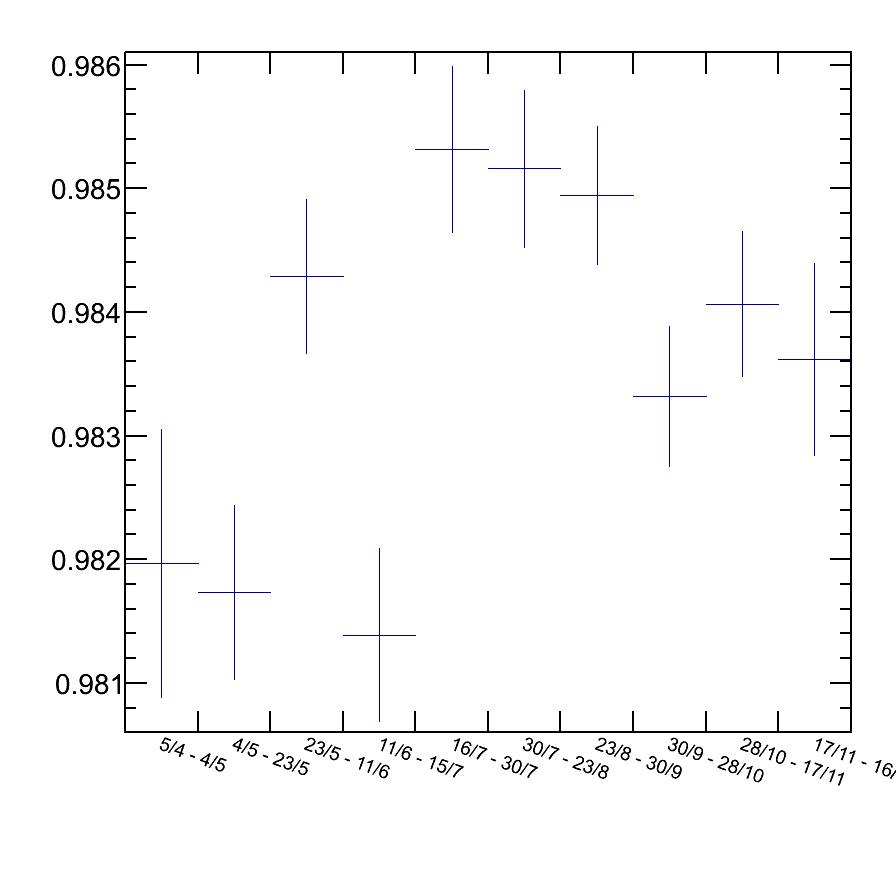 0.986
0.985
0.984
0.983
0.982
0.981
5/4 - 4/5
4/5 - 23/5
23/5 - 11/6
11/6 - 15/7
16/7 - 30/7
30/7 - 23/8
23/8 - 30/9
30/9 - 28/10
28/10 - 17/11
17/11 - 16/